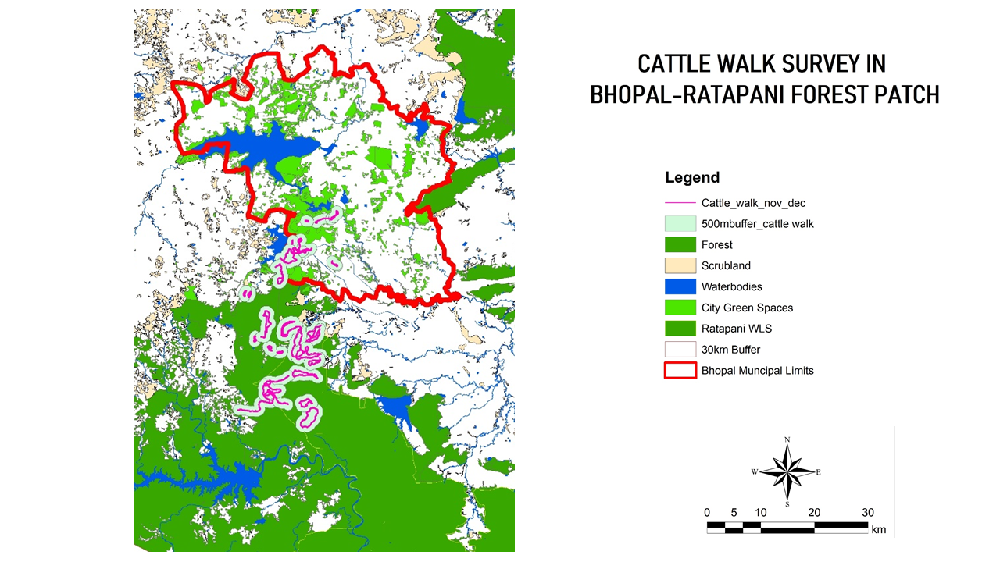 CATTLE WALK SURVEY IN
BHOPAL-RATAPANI FOREST PATCH
Legend
Cattle_walk_nov_dec
500mbuffer_cattle walk
Forest
Scrubland
Waterbodies
City Green Spaces
Ratapani WLS
30km Buffer
Bhopal Muncipal Limits
N
W E
S
0 5 10 20 30
km